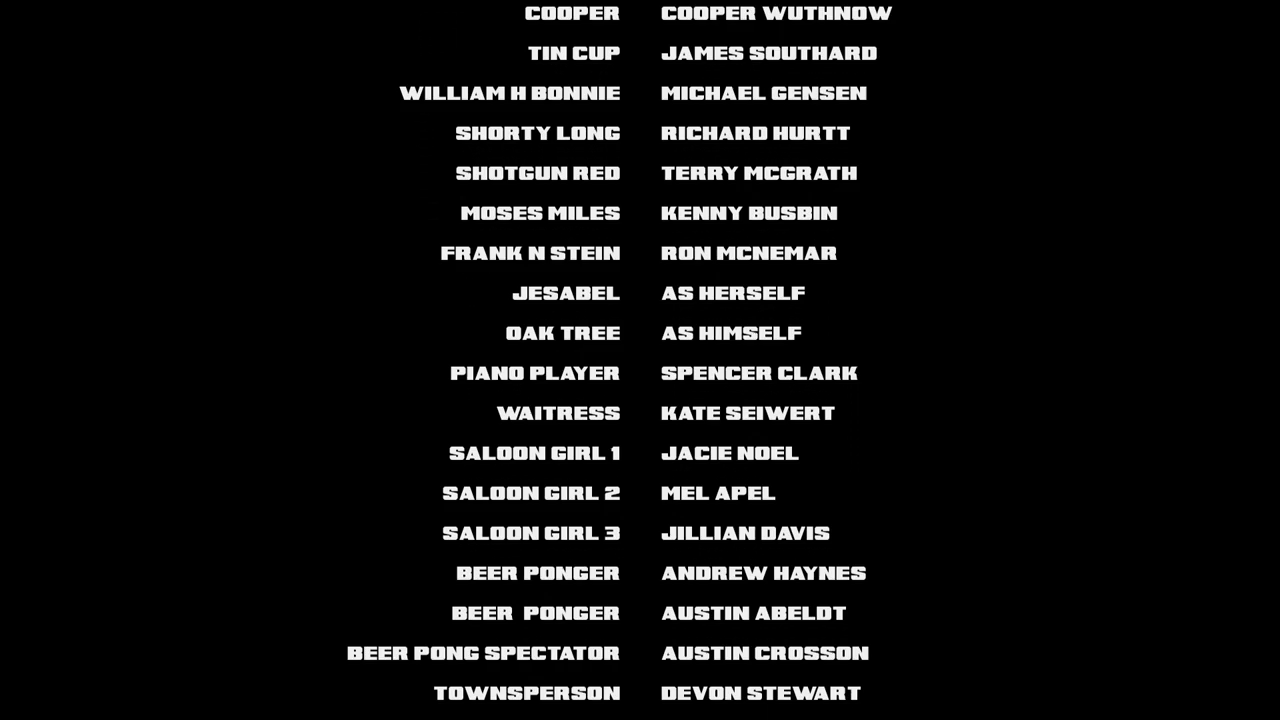 COOPER COOPER WUTHNOW
TIN CUP JAMES SOUTHARD
WILLIAM H BONNIE MICHAEL GENSEN
SHORTY LONG RICHARD HURTT
SHOTGUN RED TERRY MCGRATH
MOSES MILES KENNY BUSBIN
FRANK N STEIN RON MCNEMAR
JESABEL AS HERSELF
OAK TREE AS HIMSELF
PIANO PLAYER SPENCER CLARK
WAITRESS KATE SEIWERT
SALOON GIRL 1 JACIE NOEL
SALOON GIRL 2 MEL APEL
SALOON GIRL 3 JILLIAN DAVIS
BEER PONGER ANDREW HAYNES
BEER PONGER AUSTIN ABELDT
BEER PONG SPECTATOR AUSTIN CROSSON
TOWNSPERSON DEVON STEWART